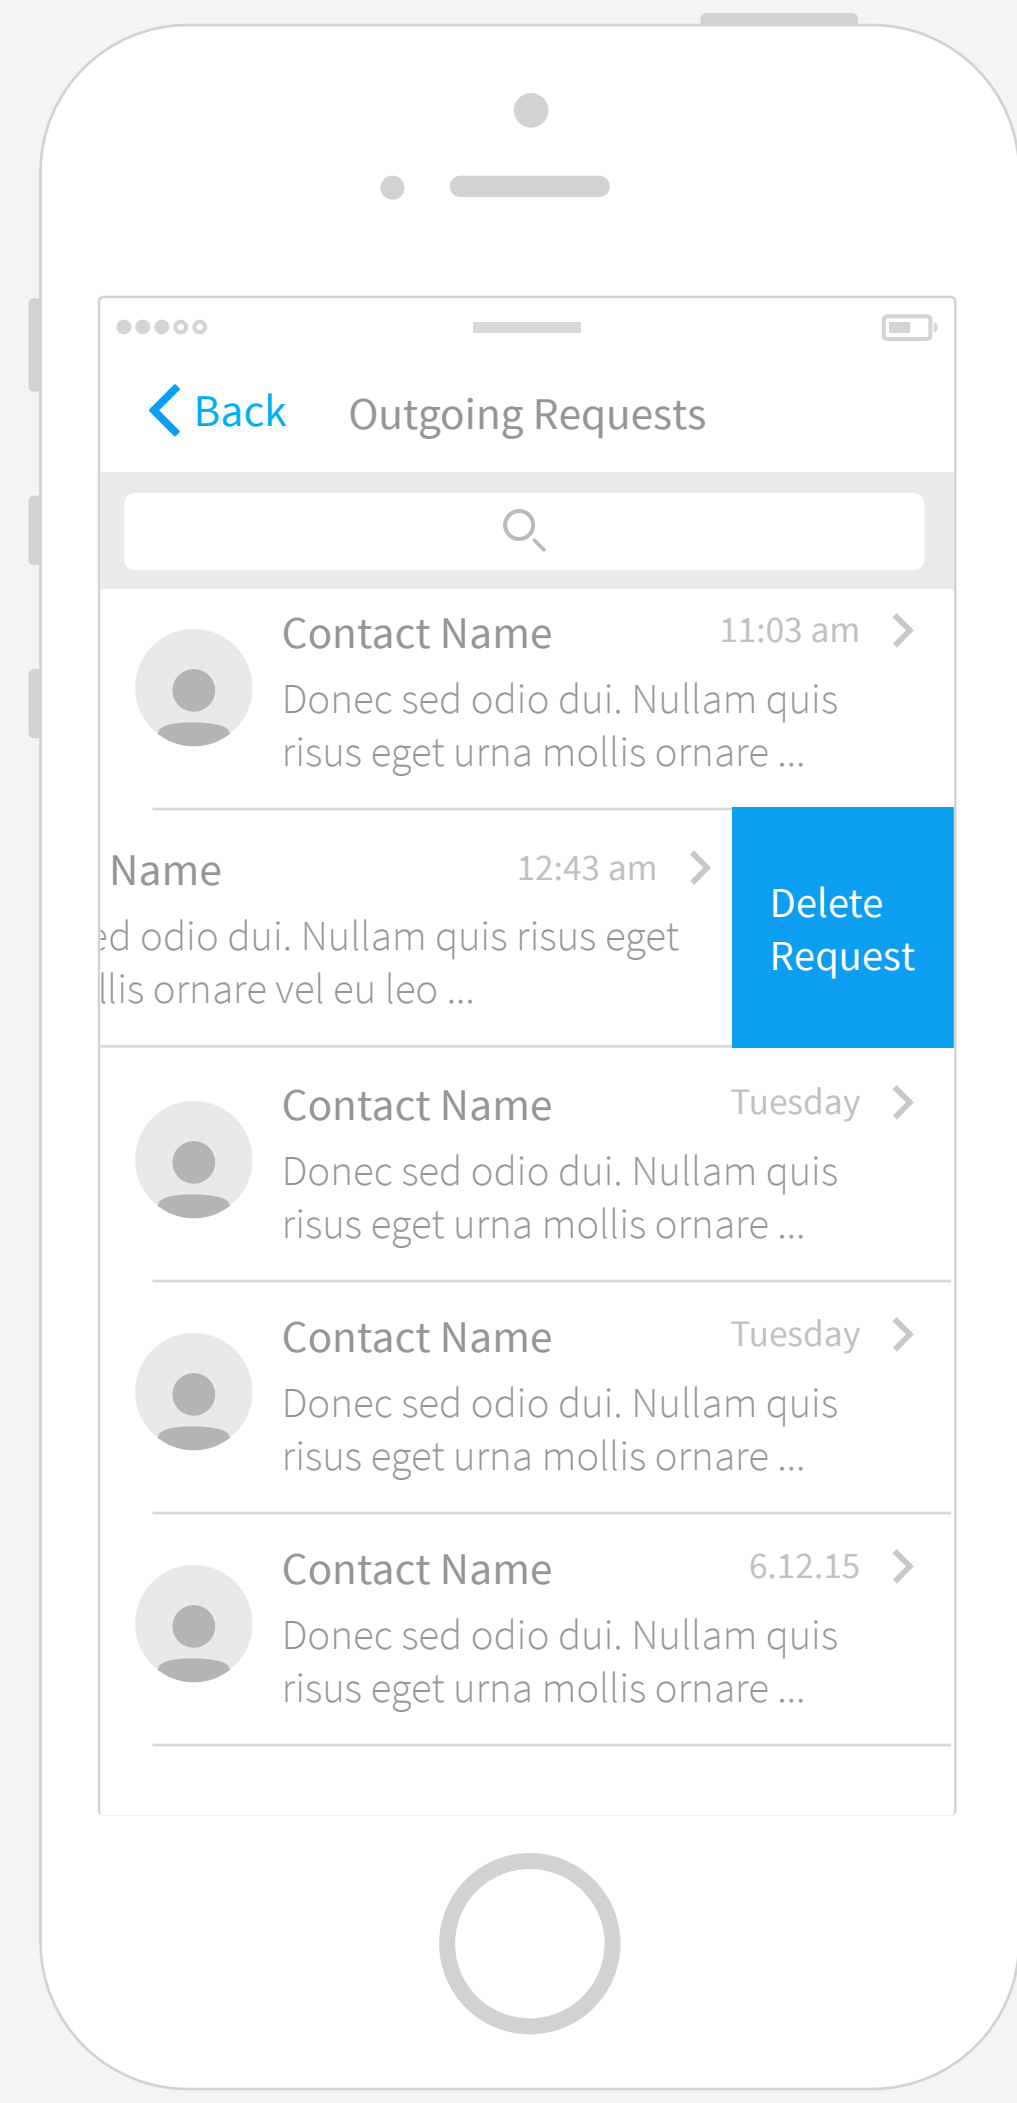 Back Outgoing Requests
Contact Name 11:03 am
Donec sed odio dui. Nullam quis
risus eget urna mollis ornare ...
Name 12:43 am
ed odio dui. Nullam quis risus eget
llis ornare vel eu leo ...
Delete
Request
Contact Name Tuesday
Donec sed odio dui. Nullam quis
risus eget urna mollis ornare ...
Contact Name Tuesday
Donec sed odio dui. Nullam quis
risus eget urna mollis ornare ...
Contact Name 6.12.15
Donec sed odio dui. Nullam quis
risus eget urna mollis ornare ...